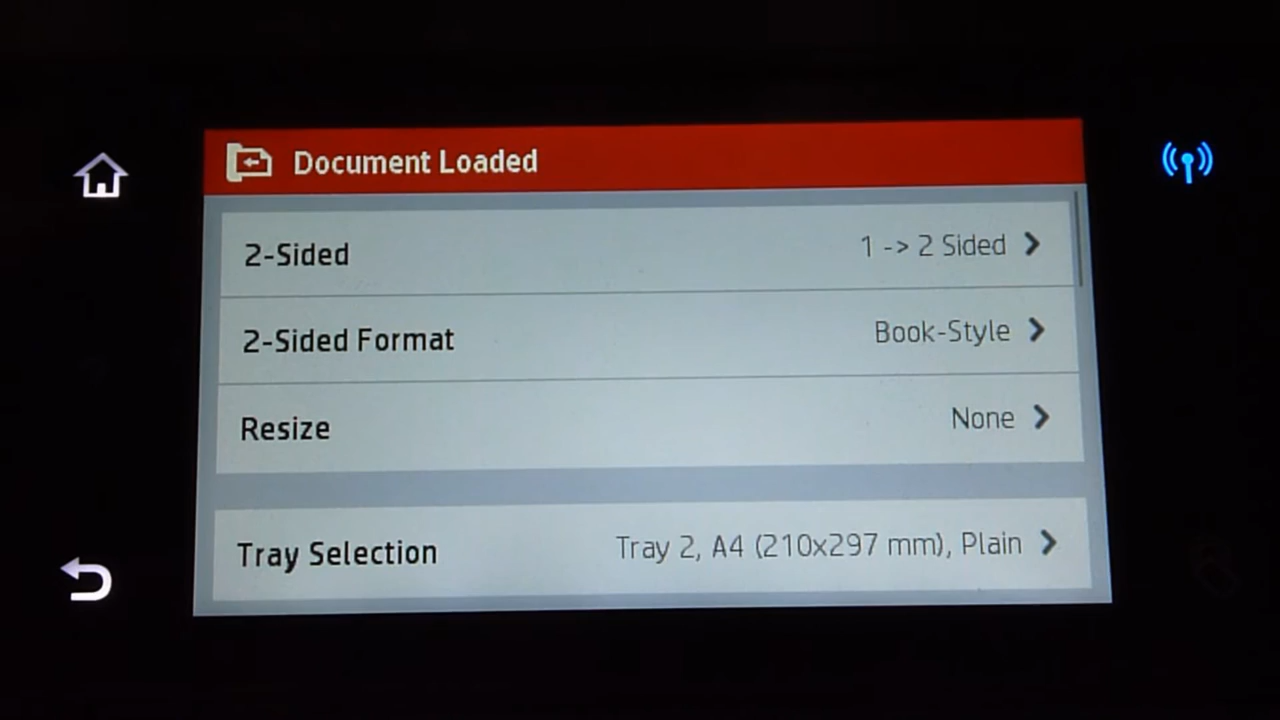 Document Loaded
2-Sided 1 -> 2 Sided
2-Sided Format Book-Style
Resize None
Tray Selection Tray 2, A4 (210x297 mm), Plain